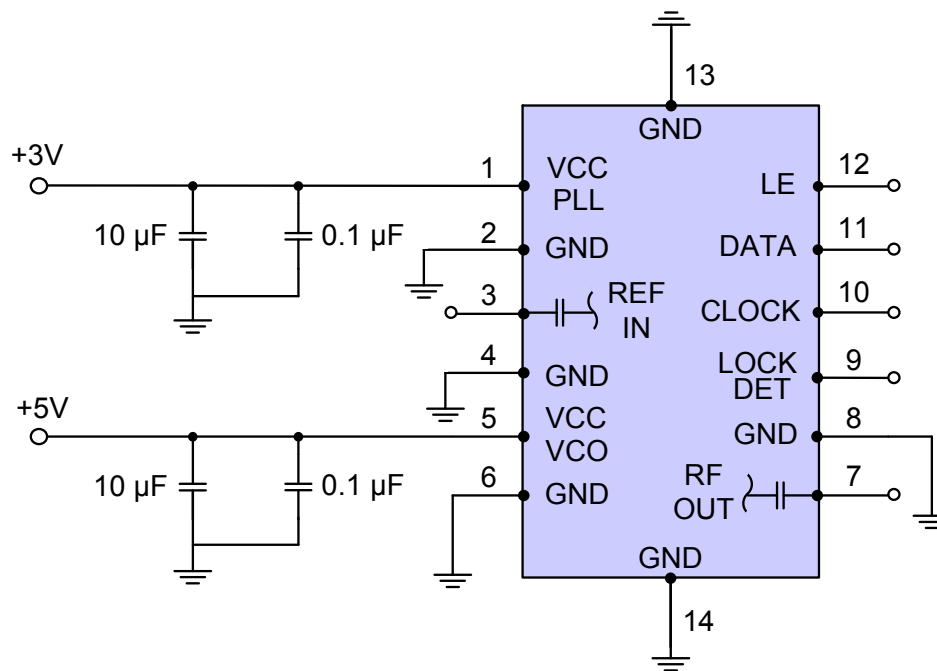 13
GND
+3V
1
VCC
PLL
12
LE
10 µF
0.1 µF
2
GND
11
DATA
3
REF
IN
10
CLOCK
4
GND
9
LOCK
DET
+5V
5
VCC
VCO
8
GND
10 µF
0.1 µF
6
GND
7
RF
OUT
GND
14